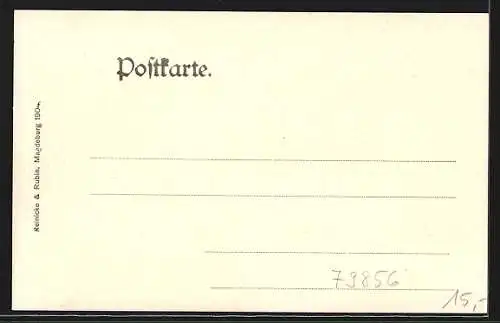 Postkarte.
Reinicke & Rubin, Magdeburg 1904.
79856
15,-